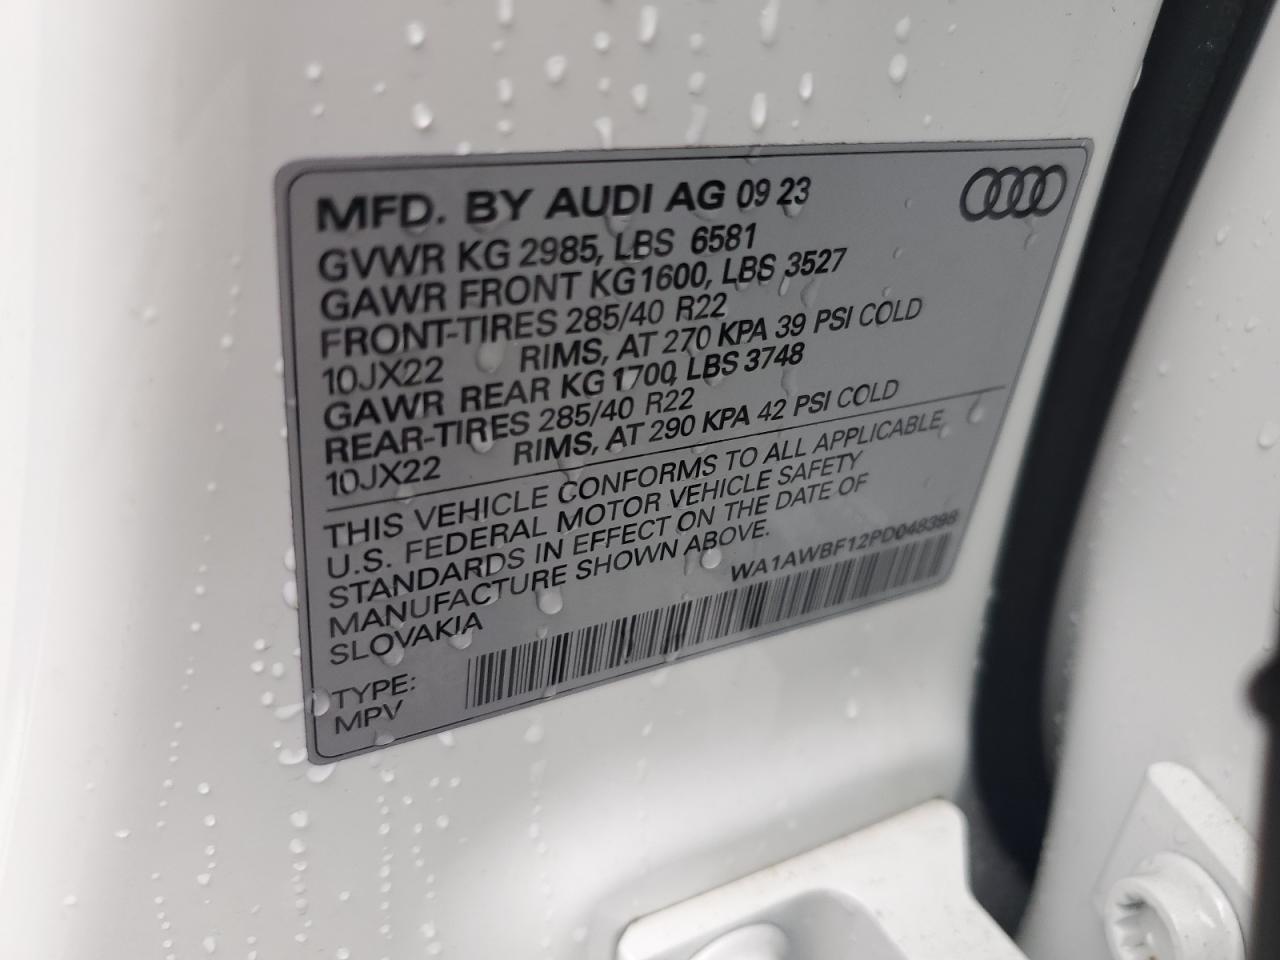 MFD. BY AUDI AG 09 23
GVWR KG 2985, LBS 6581
GAWR FRONT KG 1600, LBS 3527
FRONT-TIRES 285/40 R22
10JX22 RIMS, AT 270 KPA 39 PSI COLD
GAWR REAR KG 1700, LBS 3748
REAR-TIRES 285/40 R22
10JX22 RIMS, AT 290 KPA 42 PSI COLD
THIS VEHICLE CONFORMS TO ALL APPLICABLE
U.S. FEDERAL MOTOR VEHICLE SAFETY
STANDARDS IN EFFECT ON THE DATE OF
MANUFACTURE SHOWN ABOVE.
SLOVAKIA
WA1AWBF12PD048398
TYPE:
MPV